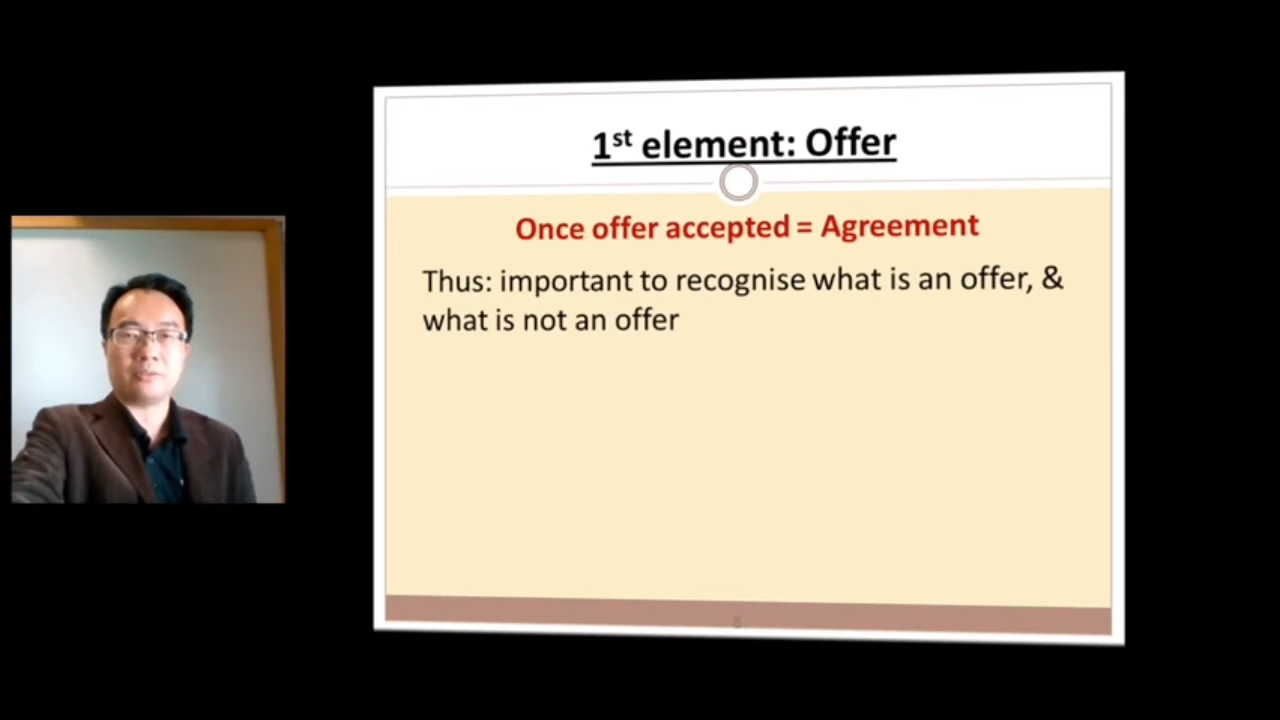 1st element: Offer
Once offer accepted = Agreement
Thus: important to recognise what is an offer, &
what is not an offer